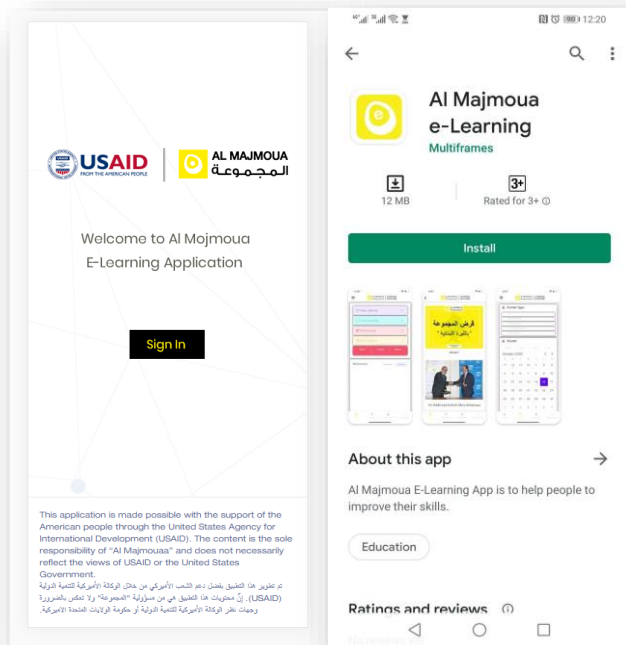 USAID
FROM THE AMERICAN PEOPLE
AL MAJMOUA
المجموعة
Welcome to Al Mojmoua
E-Learning Application
Sign In
This application is made possible with the support of the
American people through the United States Agency for
International Development (USAID). The content is the sole
responsibility of "Al Majmouaa" and does not necessarily
reflect the views of USAID or the United States
Government.
تم تطوير هذا التطبيق بفضل دعم الشعب الأميركي من خلال الوكالة الأميركية للتنمية الدولية
(USAID). إنّ محتويات هذا التطبيق هي من مسؤولية "المجموعة" ولا تعكس بالضرورة
وجهات نظر الوكالة الأميركية للتنمية الدولية أو حكومة الولايات المتحدة الاميركية.
90 12:20
Al Majmoua
e-Learning
Multiframes
12 MB
3+
Rated for 3+
Install
قرض المجموعة
About this app
Al Majmoua E-Learning App is to help people to
improve their skills.
Education
Ratings and reviews